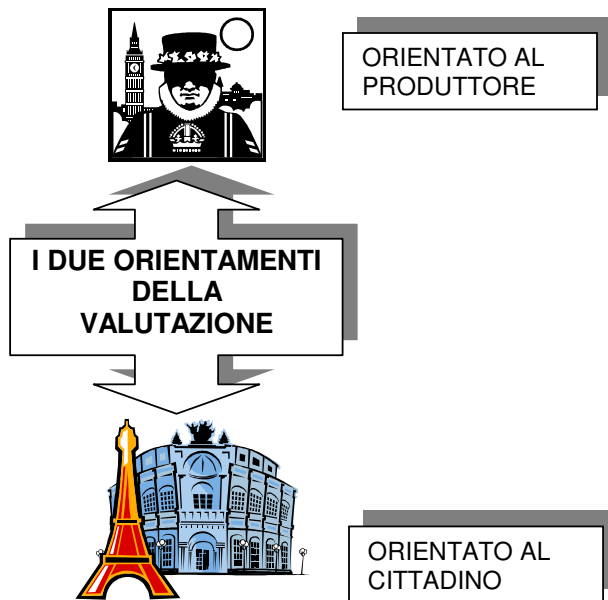 ORIENTATO AL
PRODUTTORE
I DUE ORIENTAMENTI
DELLA
VALUTAZIONE
ORIENTATO AL
CITTADINO